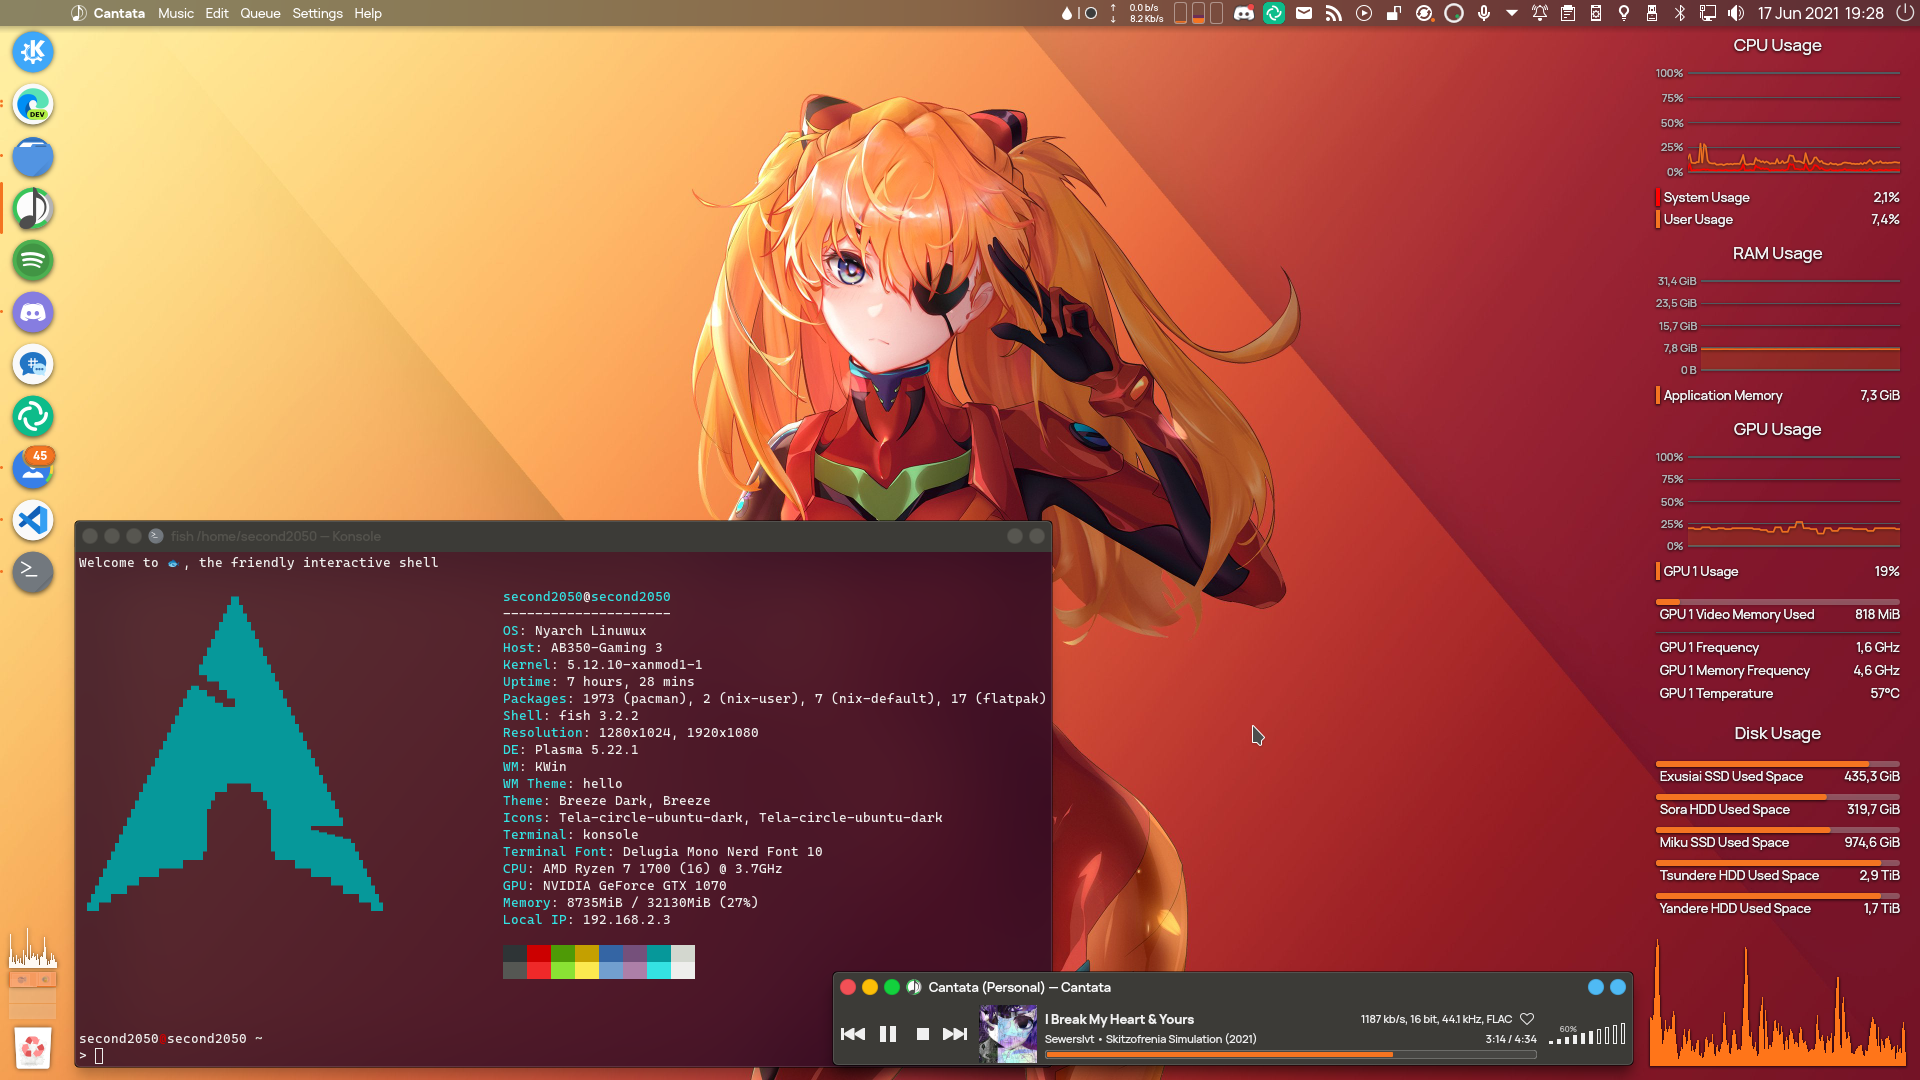 Cantata Music Edit Queue Settings Help
0.0 b/s
8.2 Kb/s
17 Jun 2021 19:28
DEV
45
CPU Usage
100%
75%
50%
25%
0%
System Usage 2,1%
User Usage 7,4%
RAM Usage
31,4 GiB
23,5 GiB
15,7 GiB
7,8 GiB
0 B
Application Memory 7,3 GiB
GPU Usage
100%
75%
50%
25%
0%
GPU 1 Usage 19%
GPU 1 Video Memory Used 818 MiB
GPU 1 Frequency 1,6 GHz
GPU 1 Memory Frequency 4,6 GHz
GPU 1 Temperature 57°C
Disk Usage
Exusiai SSD Used Space 435,3 GiB
Sora HDD Used Space 319,7 GiB
Miku SSD Used Space 974,6 GiB
Tsundere HDD Used Space 2,9 TiB
Yandere HDD Used Space 1,7 TiB
fish /home/second2050 — Konsole
Welcome to 🐟, the friendly interactive shell
second2050@second2050
---------------------
OS: Nyarch Linuwux
Host: AB350-Gaming 3
Kernel: 5.12.10-xanmod1-1
Uptime: 7 hours, 28 mins
Packages: 1973 (pacman), 2 (nix-user), 7 (nix-default), 17 (flatpak)
Shell: fish 3.2.2
Resolution: 1280x1024, 1920x1080
DE: Plasma 5.22.1
WM: KWin
WM Theme: hello
Theme: Breeze Dark, Breeze
Icons: Tela-circle-ubuntu-dark, Tela-circle-ubuntu-dark
Terminal: konsole
Terminal Font: Delugia Mono Nerd Font 10
CPU: AMD Ryzen 7 1700 (16) @ 3.7GHz
GPU: NVIDIA GeForce GTX 1070
Memory: 8735MiB / 32130MiB (27%)
Local IP: 192.168.2.3
second2050@second2050 ~
>
Cantata (Personal) — Cantata
I Break My Heart & Yours
1187 kb/s, 16 bit, 44.1 kHz, FLAC
Sewerslvt • Skitzofrenia Simulation (2021)
3:14 / 4:34
60%